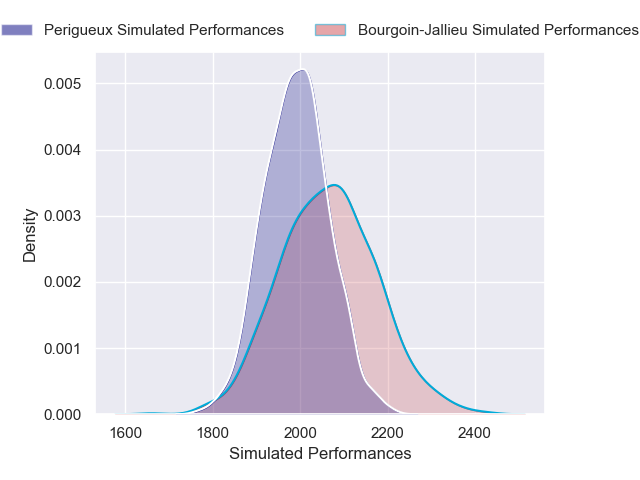 Perigueux Simulated Performances
Bourgoin-Jallieu Simulated Performances
0.005
0.004
0.003
0.002
0.001
0.000
Density
1600
1800
2000
2200
2400
Simulated Performances